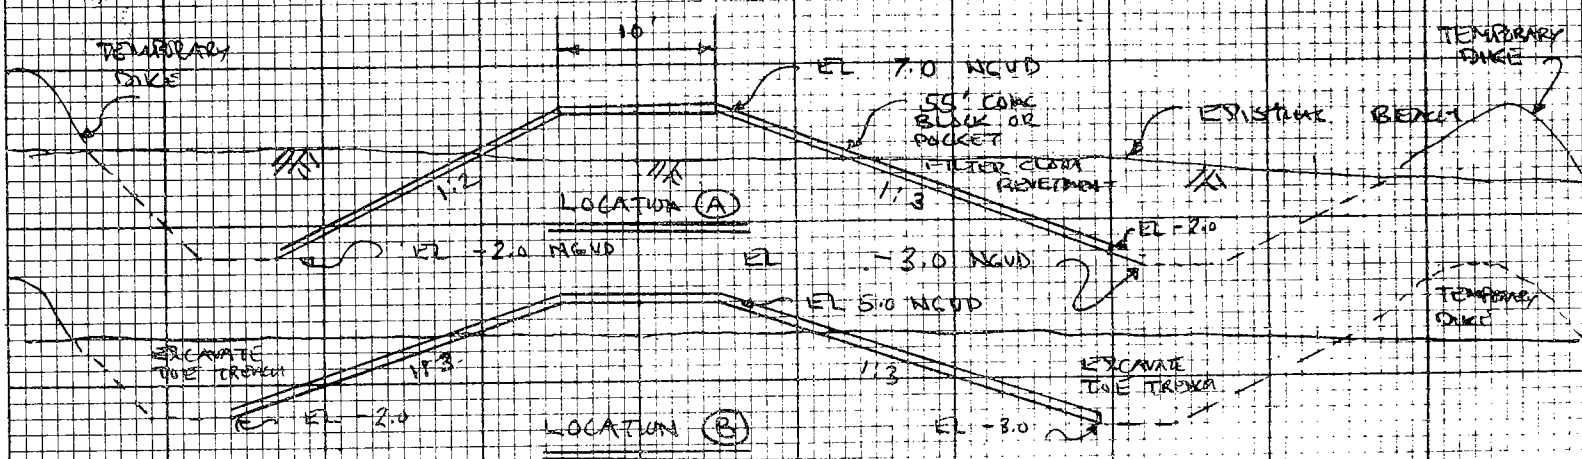 10'
TEMPORARY
DIKE
EL 7.0 NGVD
55' CONC
BLOCK OR
POCKET
FILTER CLOTH
REVETMENT
EXISTING BEACH
TEMPORARY
DIKE
1:2
1:3
LOCATION (A)
EL -2.0 NGVD
EL -2.0
EL -3.0 NGVD
EL 5.0 NGVD
TEMPORARY
DIKE
EXCAVATE
TOE TRENCH
1:3
1:3
EXCAVATE
TOE TRENCH
EL -2.0
LOCATION (B)
EL -3.0